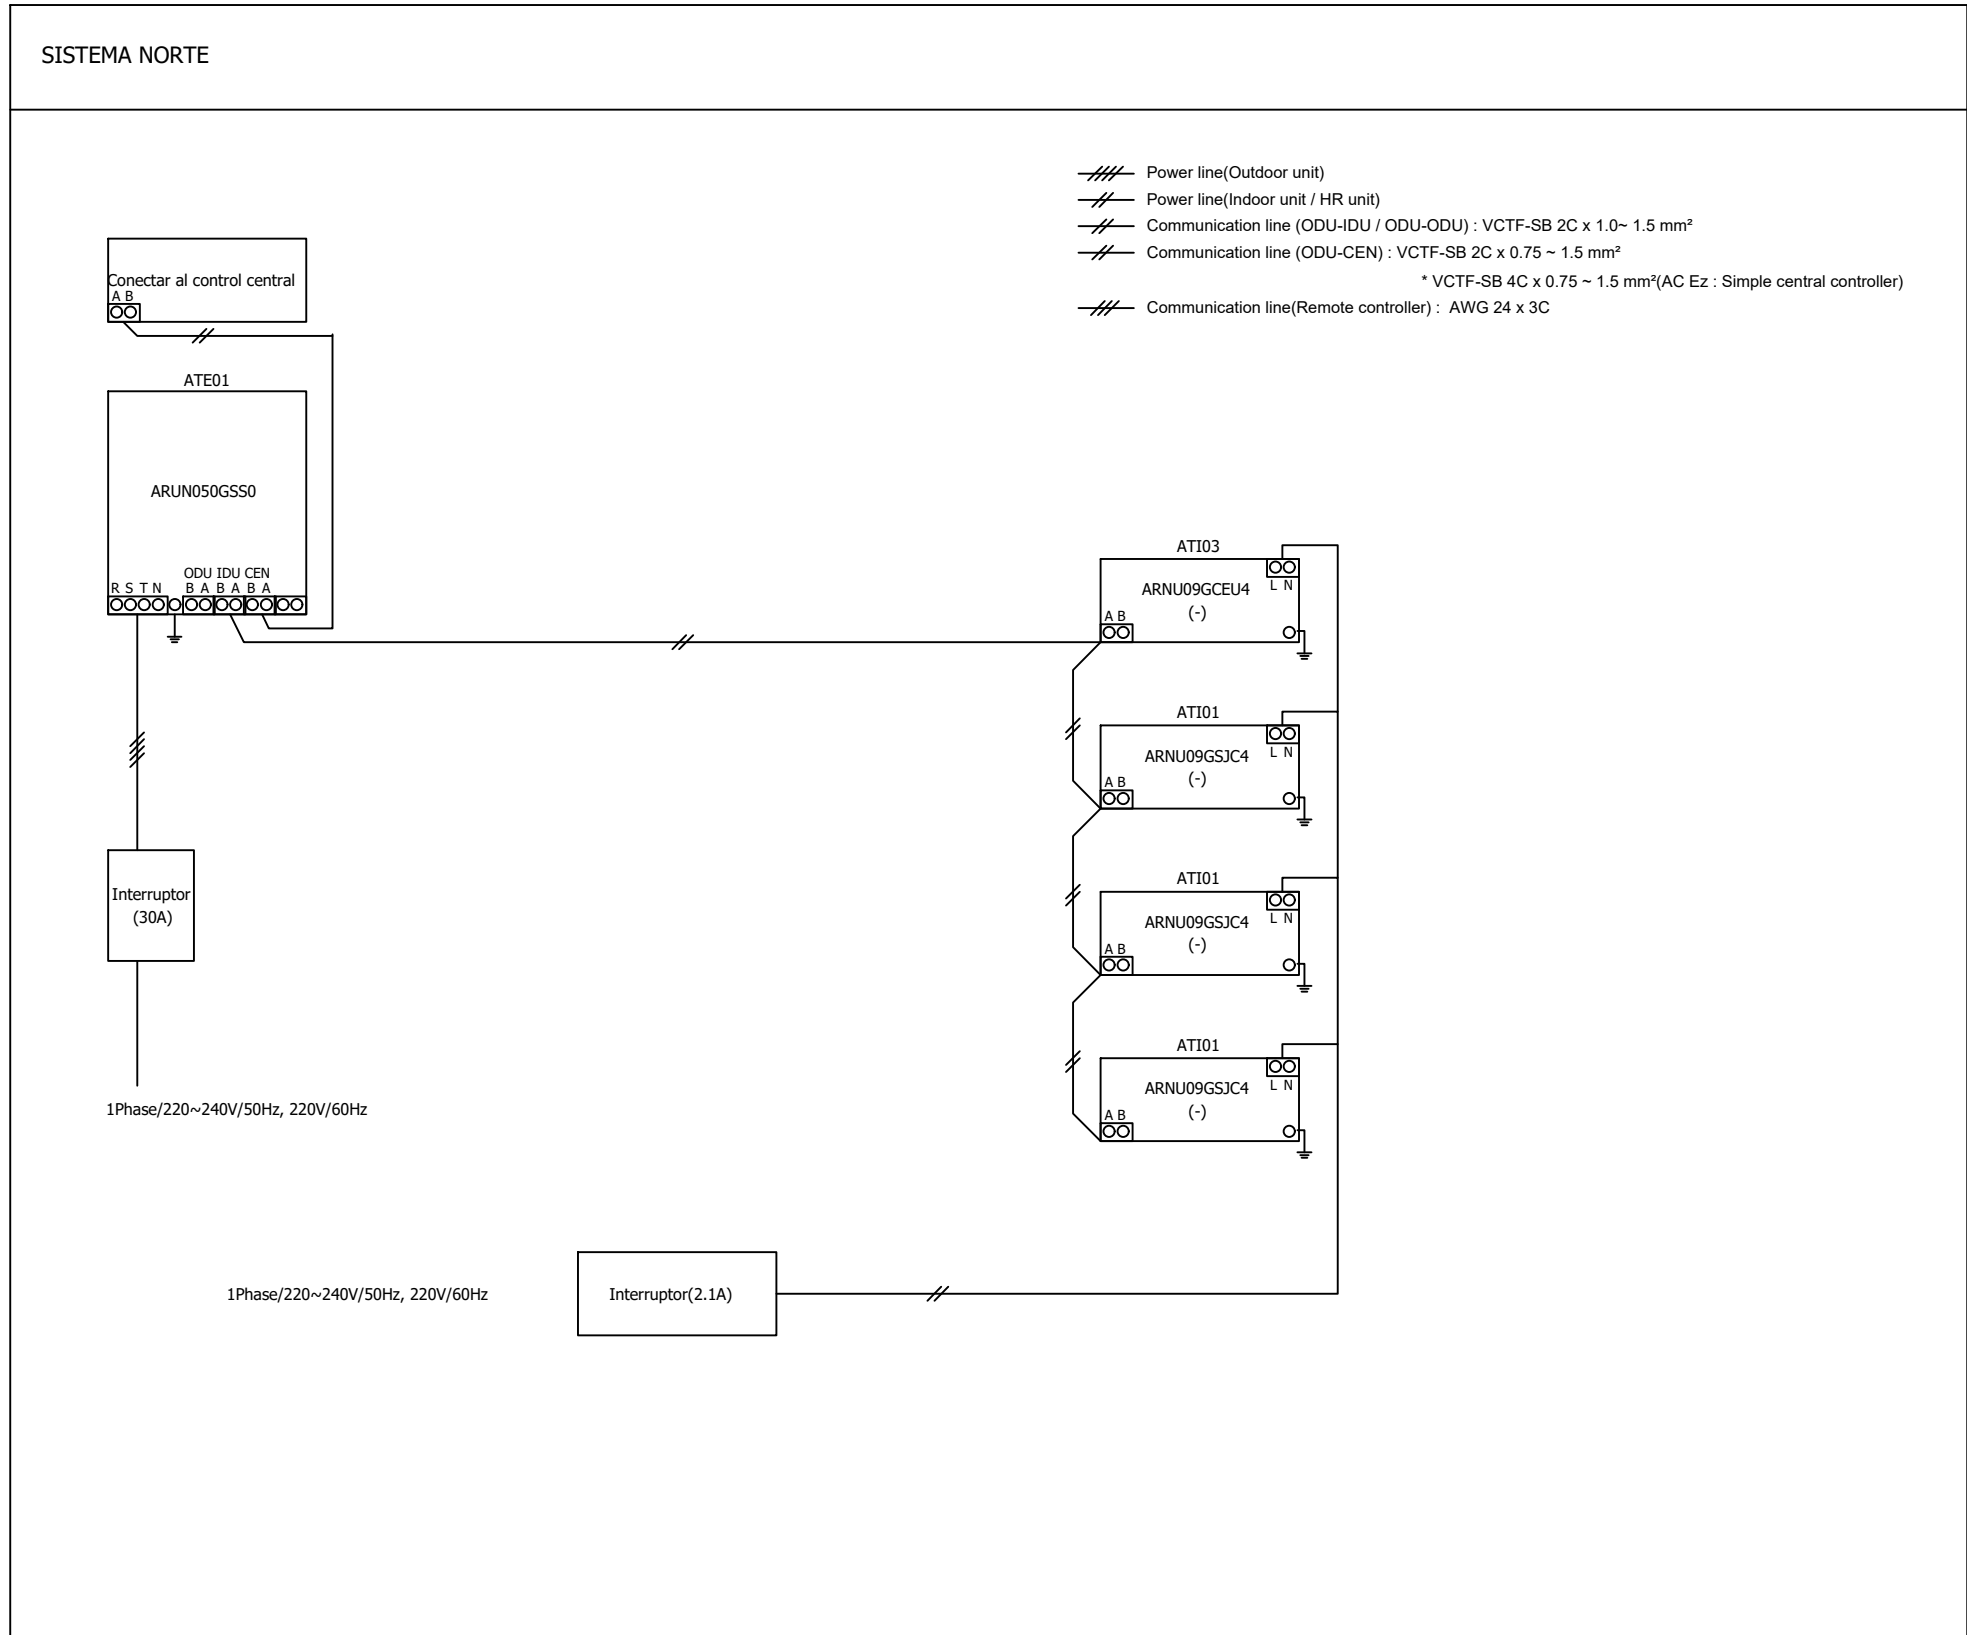 SISTEMA NORTE
Power line(Outdoor unit)
Power line(Indoor unit / HR unit)
Communication line (ODU-IDU / ODU-ODU) : VCTF-SB 2C x 1.0~ 1.5 mm²
Communication line (ODU-CEN) : VCTF-SB 2C x 0.75 ~ 1.5 mm²
* VCTF-SB 4C x 0.75 ~ 1.5 mm²(AC Ez : Simple central controller)
Communication line(Remote controller) : AWG 24 x 3C
Conectar al control central
A B
ATE01
ARUN050GSS0
ODU IDU CEN
R S T N B A B A B A
Interruptor
(30A)
1Phase/220~240V/50Hz, 220V/60Hz
ATI03
ARNU09GCEU4
(-)
L N
A B
ATI01
ARNU09GSJC4
(-)
L N
A B
ATI01
ARNU09GSJC4
(-)
L N
A B
ATI01
ARNU09GSJC4
(-)
L N
A B
1Phase/220~240V/50Hz, 220V/60Hz
Interruptor(2.1A)